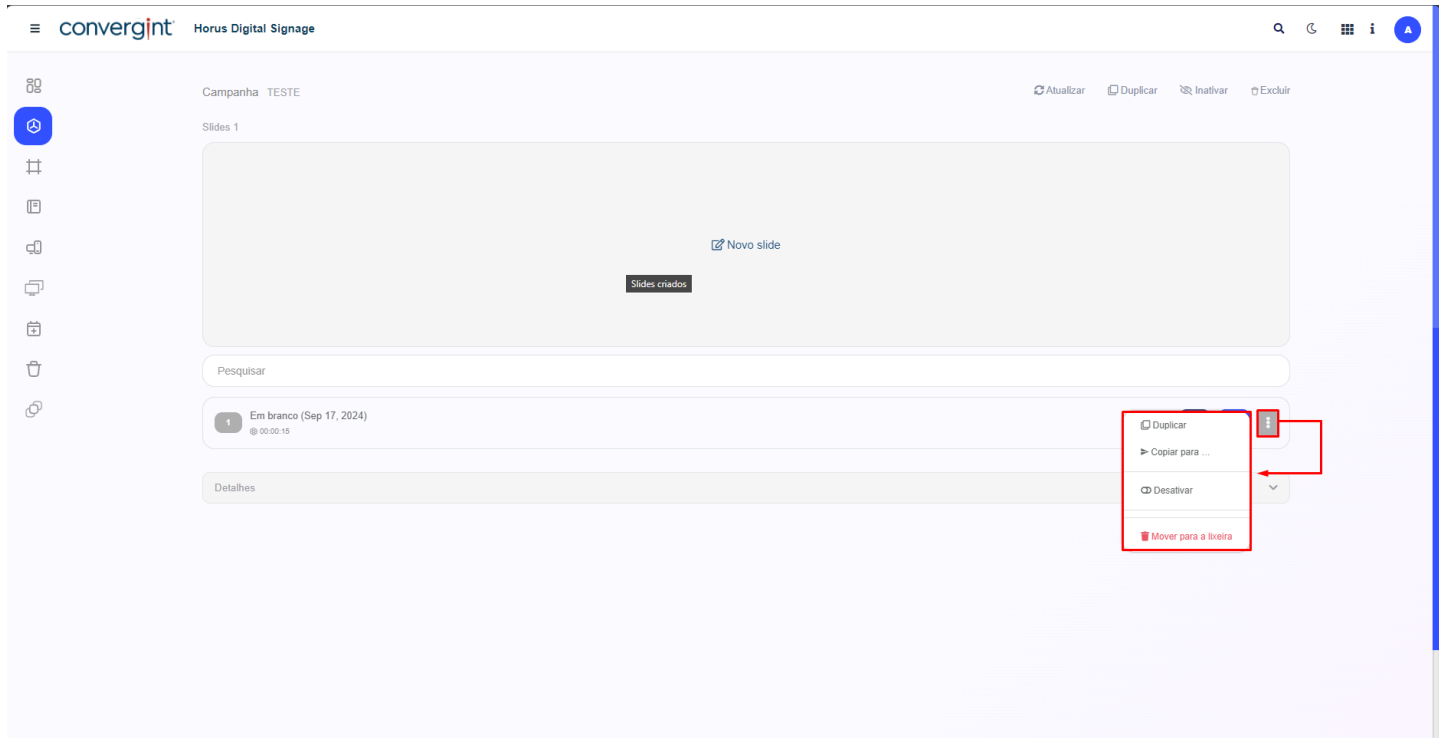 convergint Horus Digital Signage
A
Campanha TESTE
Atualizar Duplicar Inativar Excluir
Slides 1
Novo slide
Slides criados
Pesquisar
1
Em branco (Sep 17, 2024)
00:00:15
Duplicar
Copiar para ...
Desativar
Mover para a lixeira
Detalhes